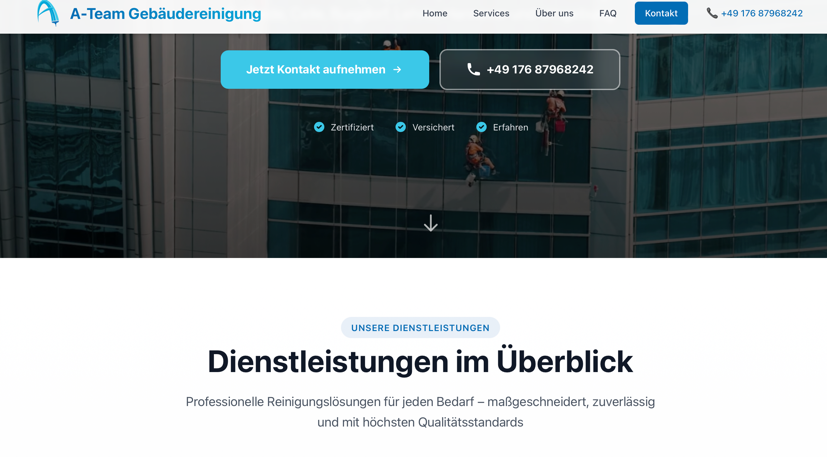 A-Team Gebäudereinigung
Home Services Über uns FAQ Kontakt +49 176 87968242
Jetzt Kontakt aufnehmen → +49 176 87968242
Zertifiziert Versichert Erfahren
UNSERE DIENSTLEISTUNGEN
Dienstleistungen im Überblick
Professionelle Reinigungslösungen für jeden Bedarf – maßgeschneidert, zuverlässig
und mit höchsten Qualitätsstandards